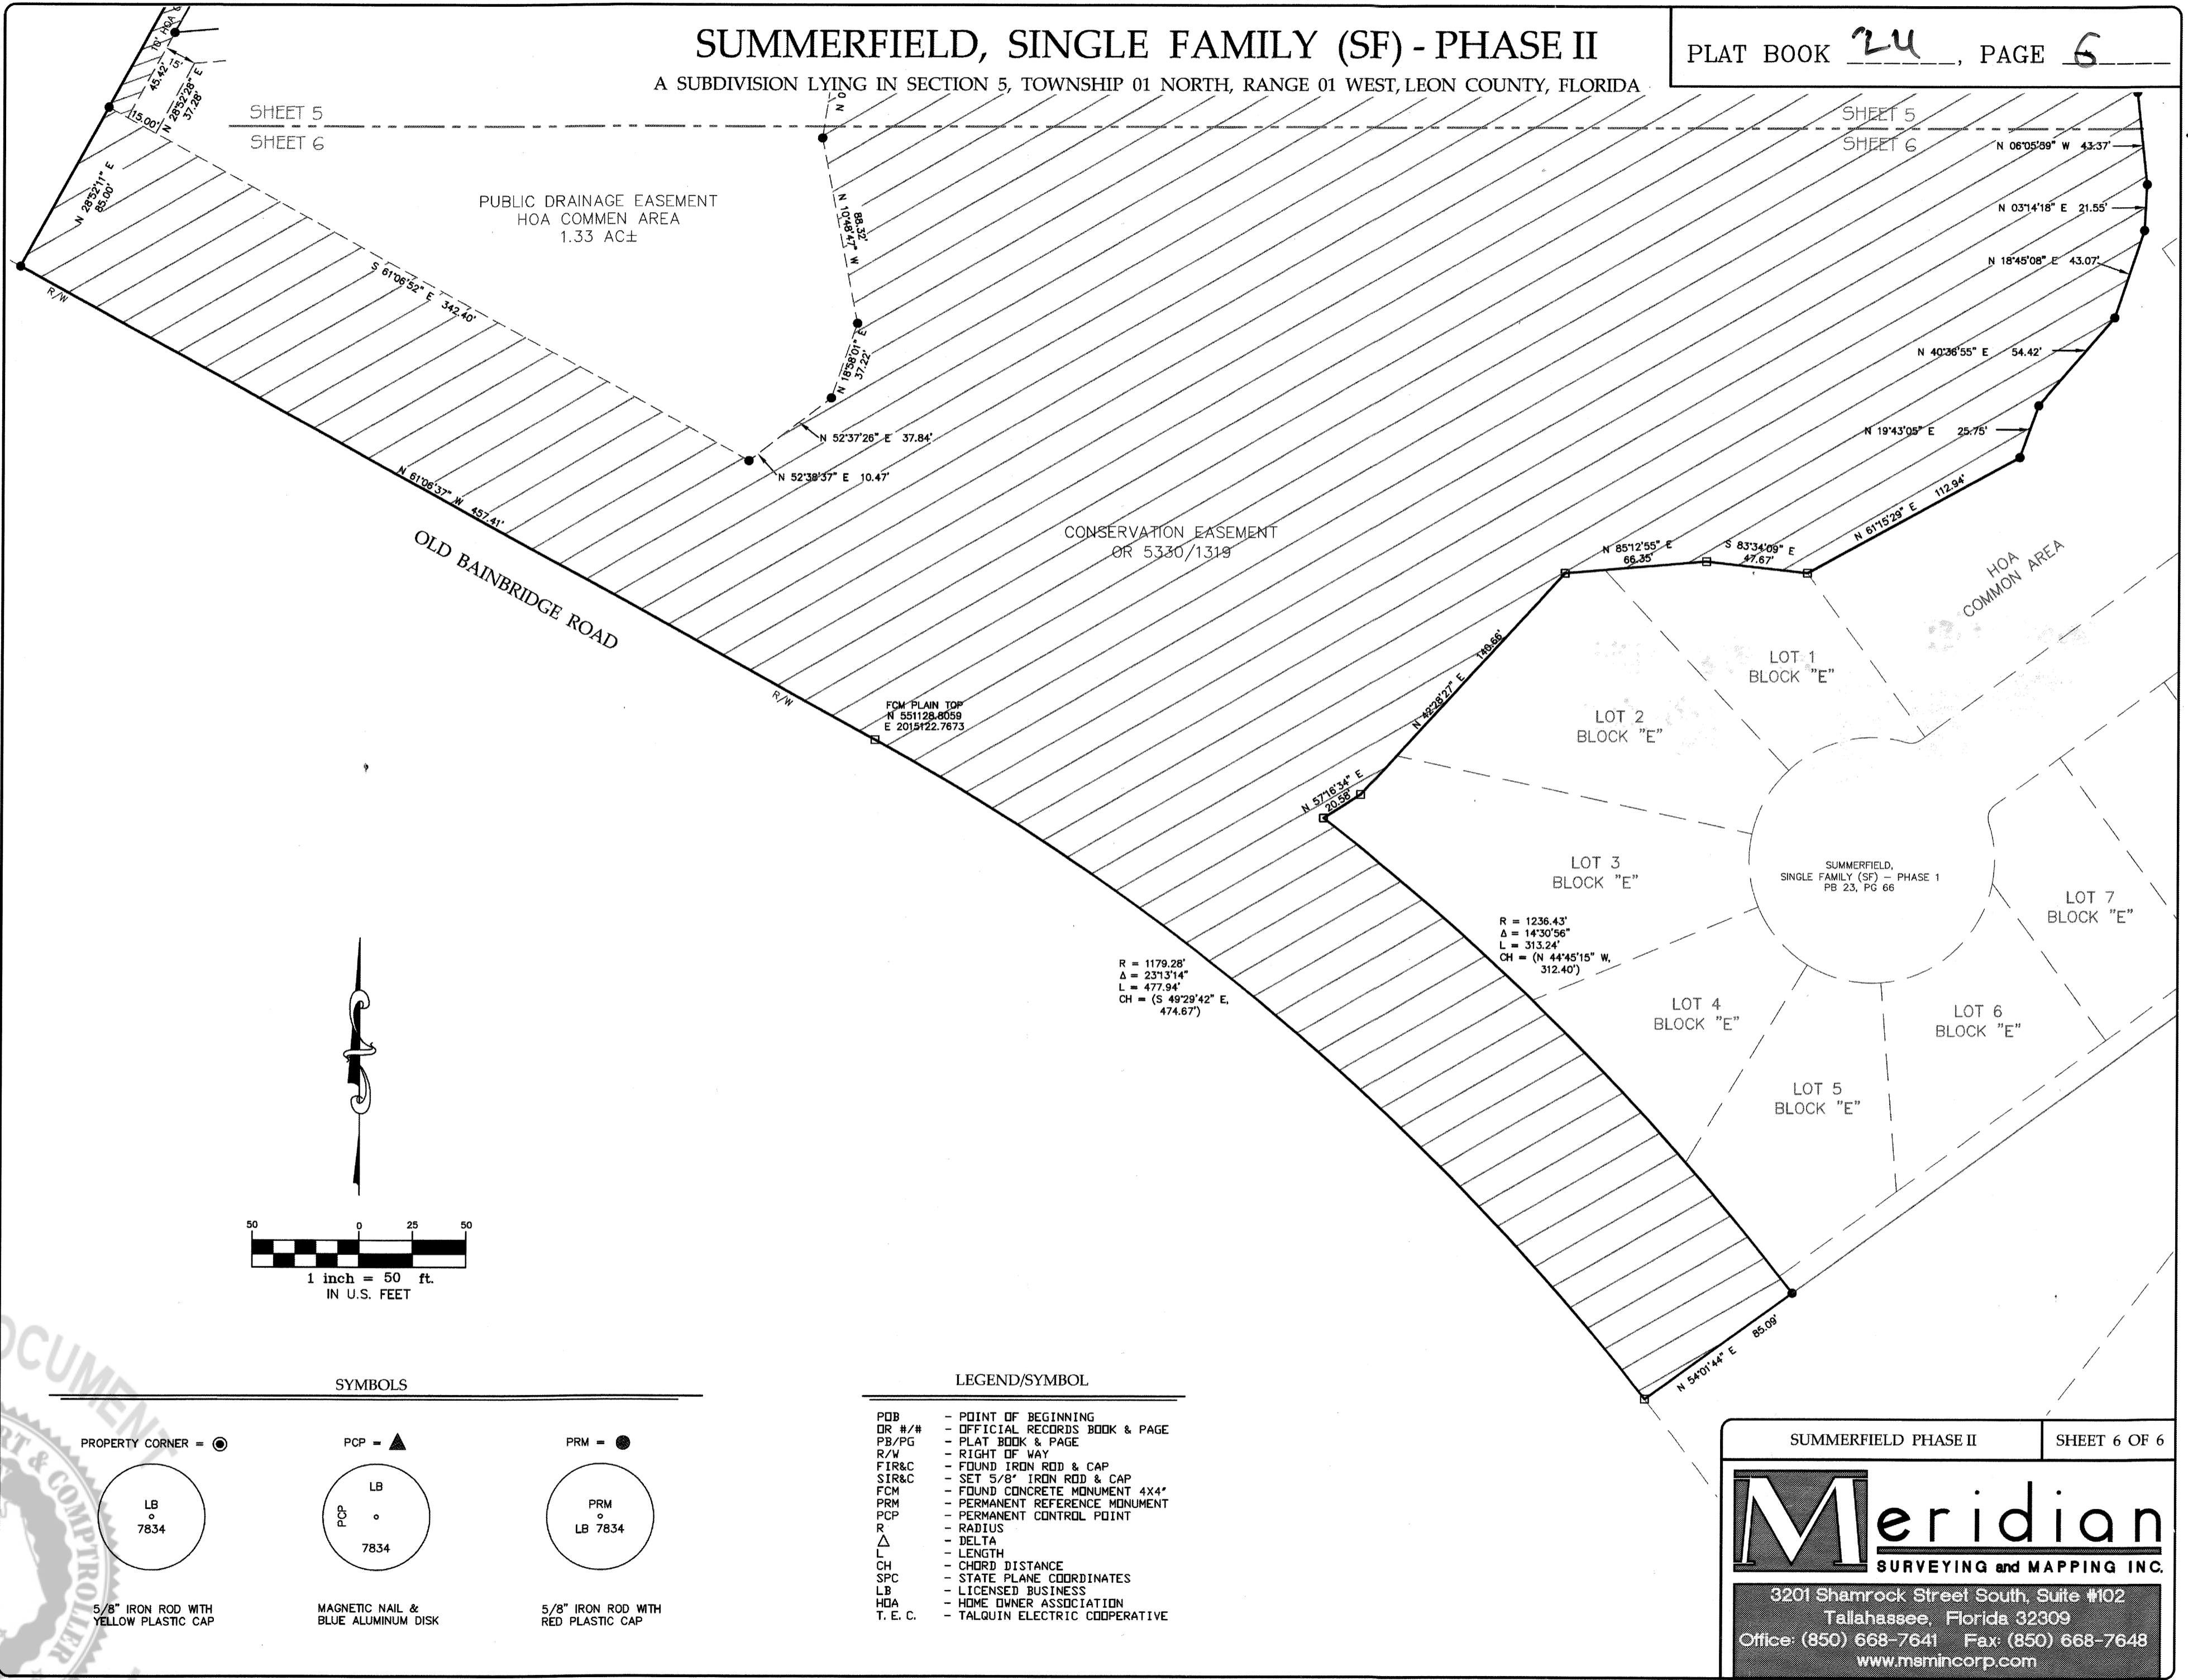 SUMMERFIELD, SINGLE FAMILY (SF) - PHASE II
A SUBDIVISION LYING IN SECTION 5, TOWNSHIP 01 NORTH, RANGE 01 WEST, LEON COUNTY, FLORIDA
PLAT BOOK 24, PAGE 6
10' HOA
45.42'
15'
N 28°52'28" E
37.28'
15.00'
SHEET 5
SHEET 6
SHEET 5
SHEET 6
N 28°52'11" E
85.00'
PUBLIC DRAINAGE EASEMENT
HOA COMMEN AREA
1.33 AC±
N 0
N 10°48'47" W
88.32'
N 18°58'01" E
37.22'
N 52°37'26" E 37.84'
N 52°38'37" E 10.47'
S 61°06'52" E 342.40'
R/W
N 61°06'37" W 457.41'
OLD BAINBRIDGE ROAD
R/W
N 06°05'59" W 43.37'
N 03°14'18" E 21.55'
N 18°45'08" E 43.07'
N 40°36'55" E 54.42'
N 19°43'05" E 25.75'
N 61°15'29" E 112.94'
CONSERVATION EASEMENT
OR 5330/1319
N 85°12'55" E
66.35'
S 83°34'09" E
47.67'
HOA
COMMON AREA
N 42°28'27" E 140.66'
N 57°16'34" E
20.58'
FCM PLAIN TOP
N 551128.8059
E 2015122.7673
LOT 1
BLOCK "E"
LOT 2
BLOCK "E"
LOT 3
BLOCK "E"
SUMMERFIELD,
SINGLE FAMILY (SF) – PHASE 1
PB 23, PG 66
LOT 7
BLOCK "E"
R = 1236.43'
Δ = 14°30'56"
L = 313.24'
CH = (N 44°45'15" W,
312.40')
R = 1179.28'
Δ = 23°13'14"
L = 477.94'
CH = (S 49°29'42" E,
474.67')
LOT 4
BLOCK "E"
LOT 6
BLOCK "E"
LOT 5
BLOCK "E"
N 54°01'44" E 85.09'
50 0 25 50
1 inch = 50 ft.
IN U.S. FEET
SYMBOLS
PROPERTY CORNER =
PCP =
PRM =
LB
7834
LB
PCP
7834
PRM
LB 7834
5/8" IRON ROD WITH
YELLOW PLASTIC CAP
MAGNETIC NAIL &
BLUE ALUMINUM DISK
5/8" IRON ROD WITH
RED PLASTIC CAP
LEGEND/SYMBOL
POB - POINT OF BEGINNING
OR #/# - OFFICIAL RECORDS BOOK & PAGE
PB/PG - PLAT BOOK & PAGE
R/W - RIGHT OF WAY
FIR&C - FOUND IRON ROD & CAP
SIR&C - SET 5/8" IRON ROD & CAP
FCM - FOUND CONCRETE MONUMENT 4X4"
PRM - PERMANENT REFERENCE MONUMENT
PCP - PERMANENT CONTROL POINT
R - RADIUS
Δ - DELTA
L - LENGTH
CH - CHORD DISTANCE
SPC - STATE PLANE COORDINATES
LB - LICENSED BUSINESS
HOA - HOME OWNER ASSOCIATION
T. E. C. - TALQUIN ELECTRIC COOPERATIVE
SUMMERFIELD PHASE II
SHEET 6 OF 6
Meridian
SURVEYING and MAPPING INC.
3201 Shamrock Street South, Suite #102
Tallahassee, Florida 32309
Office: (850) 668-7641 Fax: (850) 668-7648
www.msmincorp.com
OCUMENT
RT & COMPTROLLER